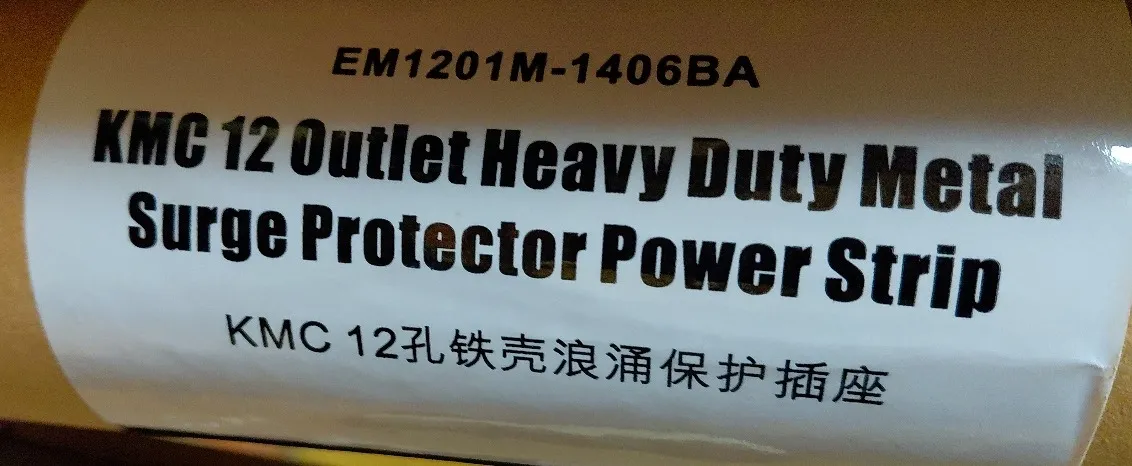 EM1201M-1406BA
KMC 12 Outlet Heavy Duty Metal
Surge Protector Power Strip
KMC 12孔铁壳浪涌保护插座